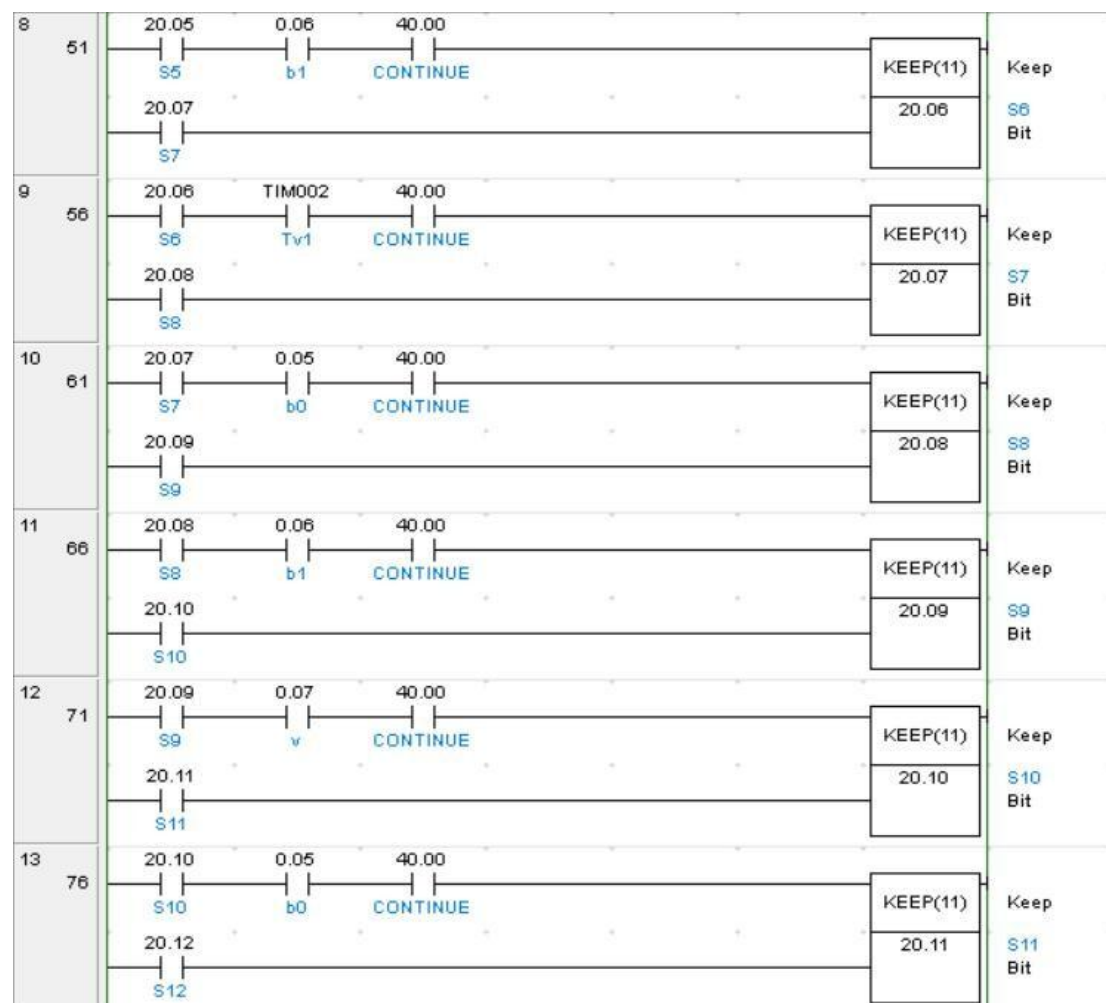 8
20.05 0.06 40.00
51
S5 b1 CONTINUE
KEEP(11) Keep
20.07
20.06 S6
Bit
S7
9
20.06 TIM002 40.00
56
S6 Tv1 CONTINUE
KEEP(11) Keep
20.08
20.07 S7
Bit
S8
10
20.07 0.05 40.00
61
S7 b0 CONTINUE
KEEP(11) Keep
20.09
20.08 S8
Bit
S9
11
20.08 0.06 40.00
66
S8 b1 CONTINUE
KEEP(11) Keep
20.10
20.09 S9
Bit
S10
12
20.09 0.07 40.00
71
S9 v CONTINUE
KEEP(11) Keep
20.11
20.10 S10
Bit
S11
13
20.10 0.05 40.00
76
S10 b0 CONTINUE
KEEP(11) Keep
20.12
20.11 S11
Bit
S12